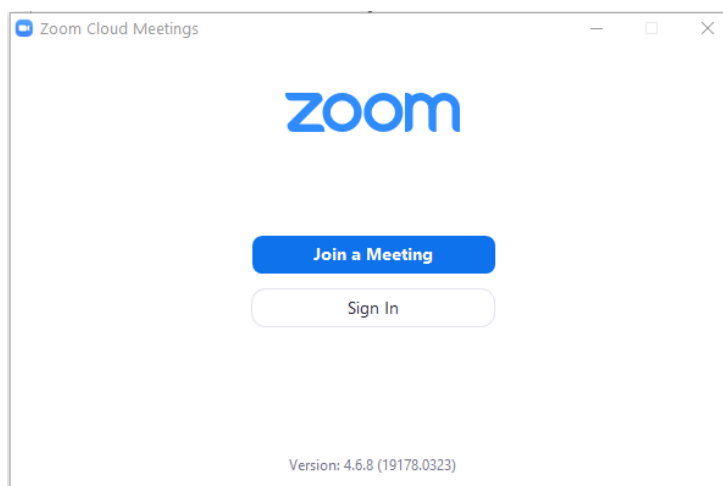 Zoom Cloud Meetings
zoom
Join a Meeting
Sign In
Version: 4.6.8 (19178.0323)